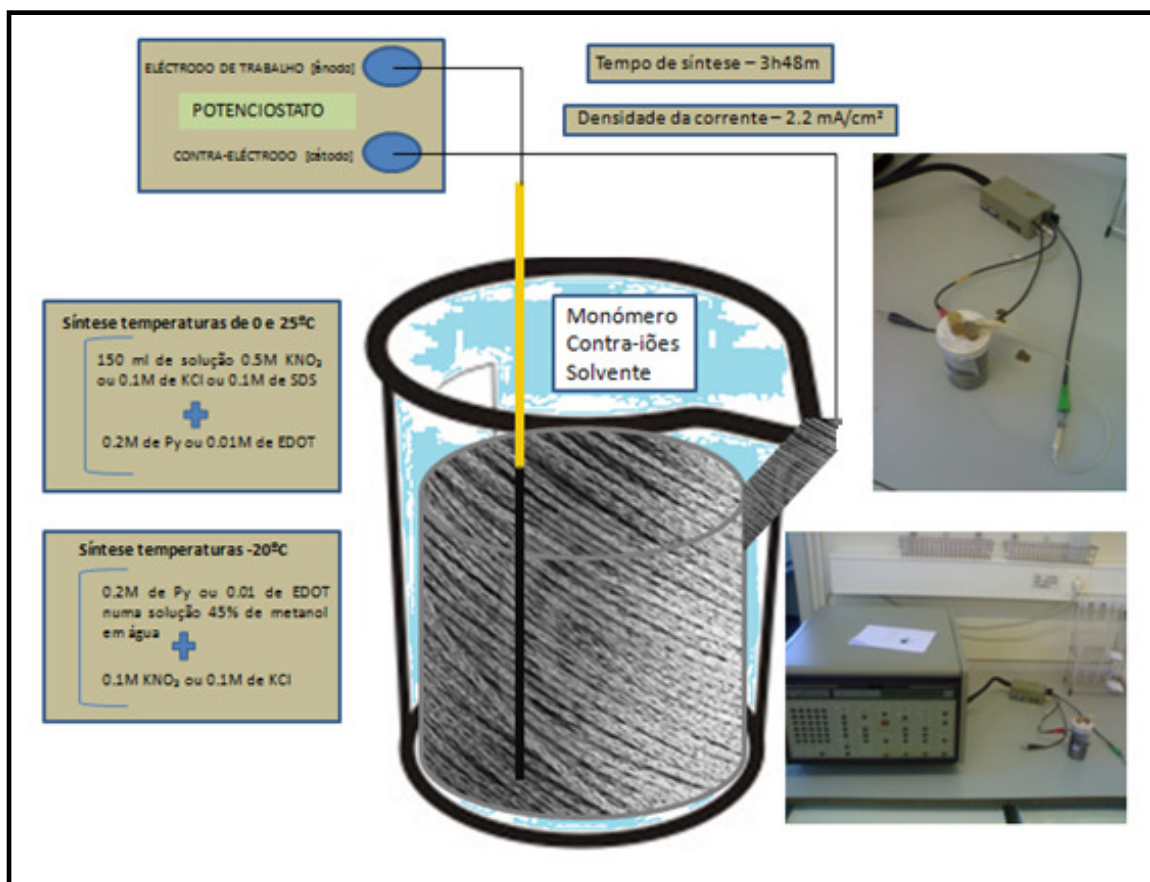 ELÉCTRODO DE TRABALHO [ânodo]
POTENCIOSTATO
CONTRA-ELÉCTRODO [cátodo]
Tempo de síntese – 3h48m
Densidade da corrente – 2.2 mA/cm²
Síntese temperaturas de 0 e 25ºC
150 ml de solução 0.5M KNO₃
ou 0.1M de KCl ou 0.1M de SDS
0.2M de Py ou 0.01M de EDOT
Monómero
Contra-iões
Solvente
Síntese temperaturas -20ºC
0.2M de Py ou 0.01 de EDOT
numa solução 45% de metanol
em água
0.1M KNO₃ ou 0.1M de KCl